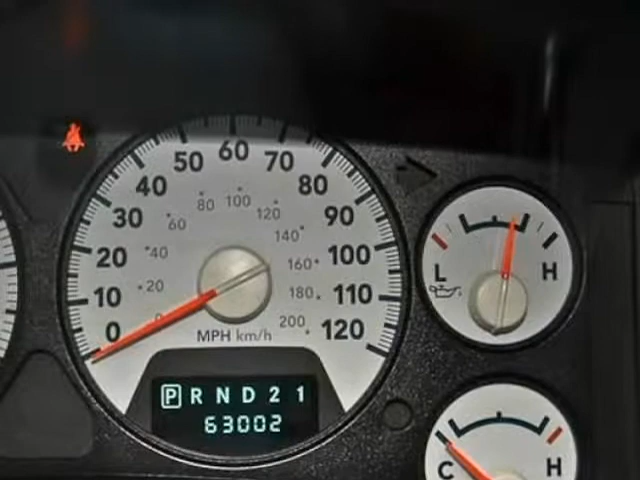 0 10 20 30 40 50 60 70 80 90 100 110 120
20 40 60 80 100 120 140 160 180 200
MPH km/h
P R N D 2 1
63002
L H
C H